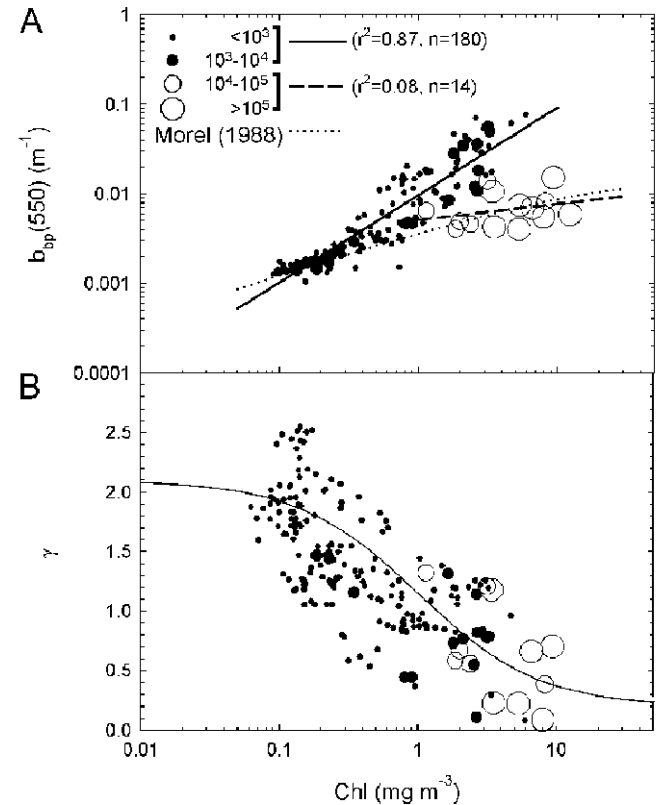 A
<10³
10³-10⁴
(r²=0.87, n=180)
10⁴-10⁵
>10⁵
(r²=0.08, n=14)
Morel (1988)
1
0.1
0.01
0.001
0.0001
b_bp(550) (m⁻¹)
B
2.5
2.0
1.5
1.0
0.5
0.0
γ
0.01
0.1
1
10
Chl (mg m⁻³)